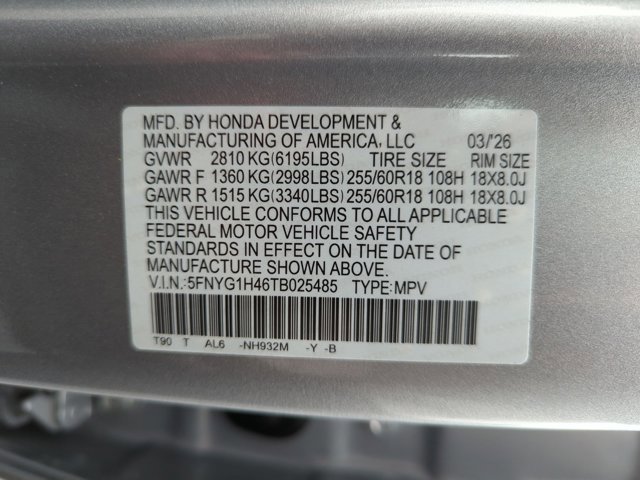 MFD. BY HONDA DEVELOPMENT &
MANUFACTURING OF AMERICA, LLC 03/'26
GVWR 2810 KG(6195LBS) TIRE SIZE RIM SIZE
GAWR F 1360 KG(2998LBS) 255/60R18 108H 18X8.0J
GAWR R 1515 KG(3340LBS) 255/60R18 108H 18X8.0J
THIS VEHICLE CONFORMS TO ALL APPLICABLE
FEDERAL MOTOR VEHICLE SAFETY
STANDARDS IN EFFECT ON THE DATE OF
MANUFACTURE SHOWN ABOVE.
V.I.N.:5FNYG1H46TB025485 TYPE:MPV
T90 T AL6 -NH932M -Y -B